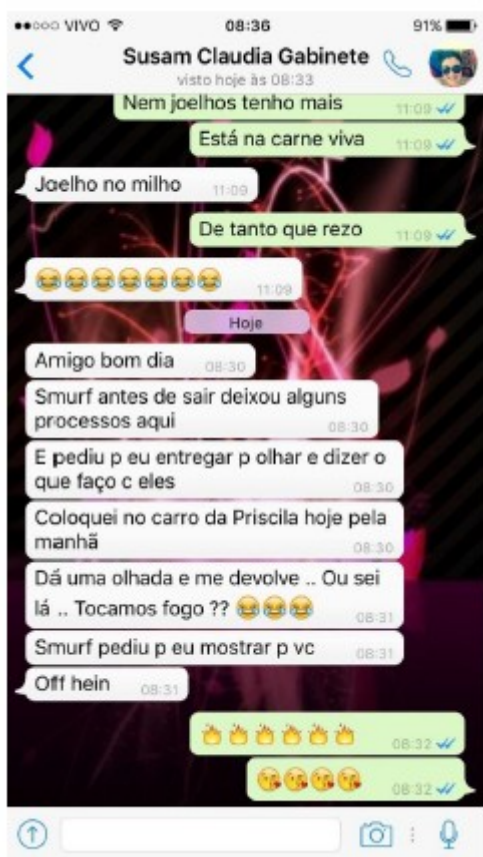 VIVO 08:36 91%
Susam Claudia Gabinete
visto hoje às 08:33
Nem joelhos tenho mais 11:09
Está na carne viva 11:09
Joelho no milho 11:09
De tanto que rezo 11:09
😂😂😂😂😂😂😂 11:09
Hoje
Amigo bom dia 08:30
Smurf antes de sair deixou alguns
processos aqui 08:30
E pediu p eu entregar p olhar e dizer o
que faço c eles 08:30
Coloquei no carro da Priscila hoje pela
manhã 08:30
Dá uma olhada e me devolve .. Ou sei
lá .. Tocamos fogo ?? 😂😂😂 08:31
Smurf pediu p eu mostrar p vc 08:31
Off hein 08:31
🔥🔥🔥🔥🔥🔥 08:32
😘😘😘😘 08:32